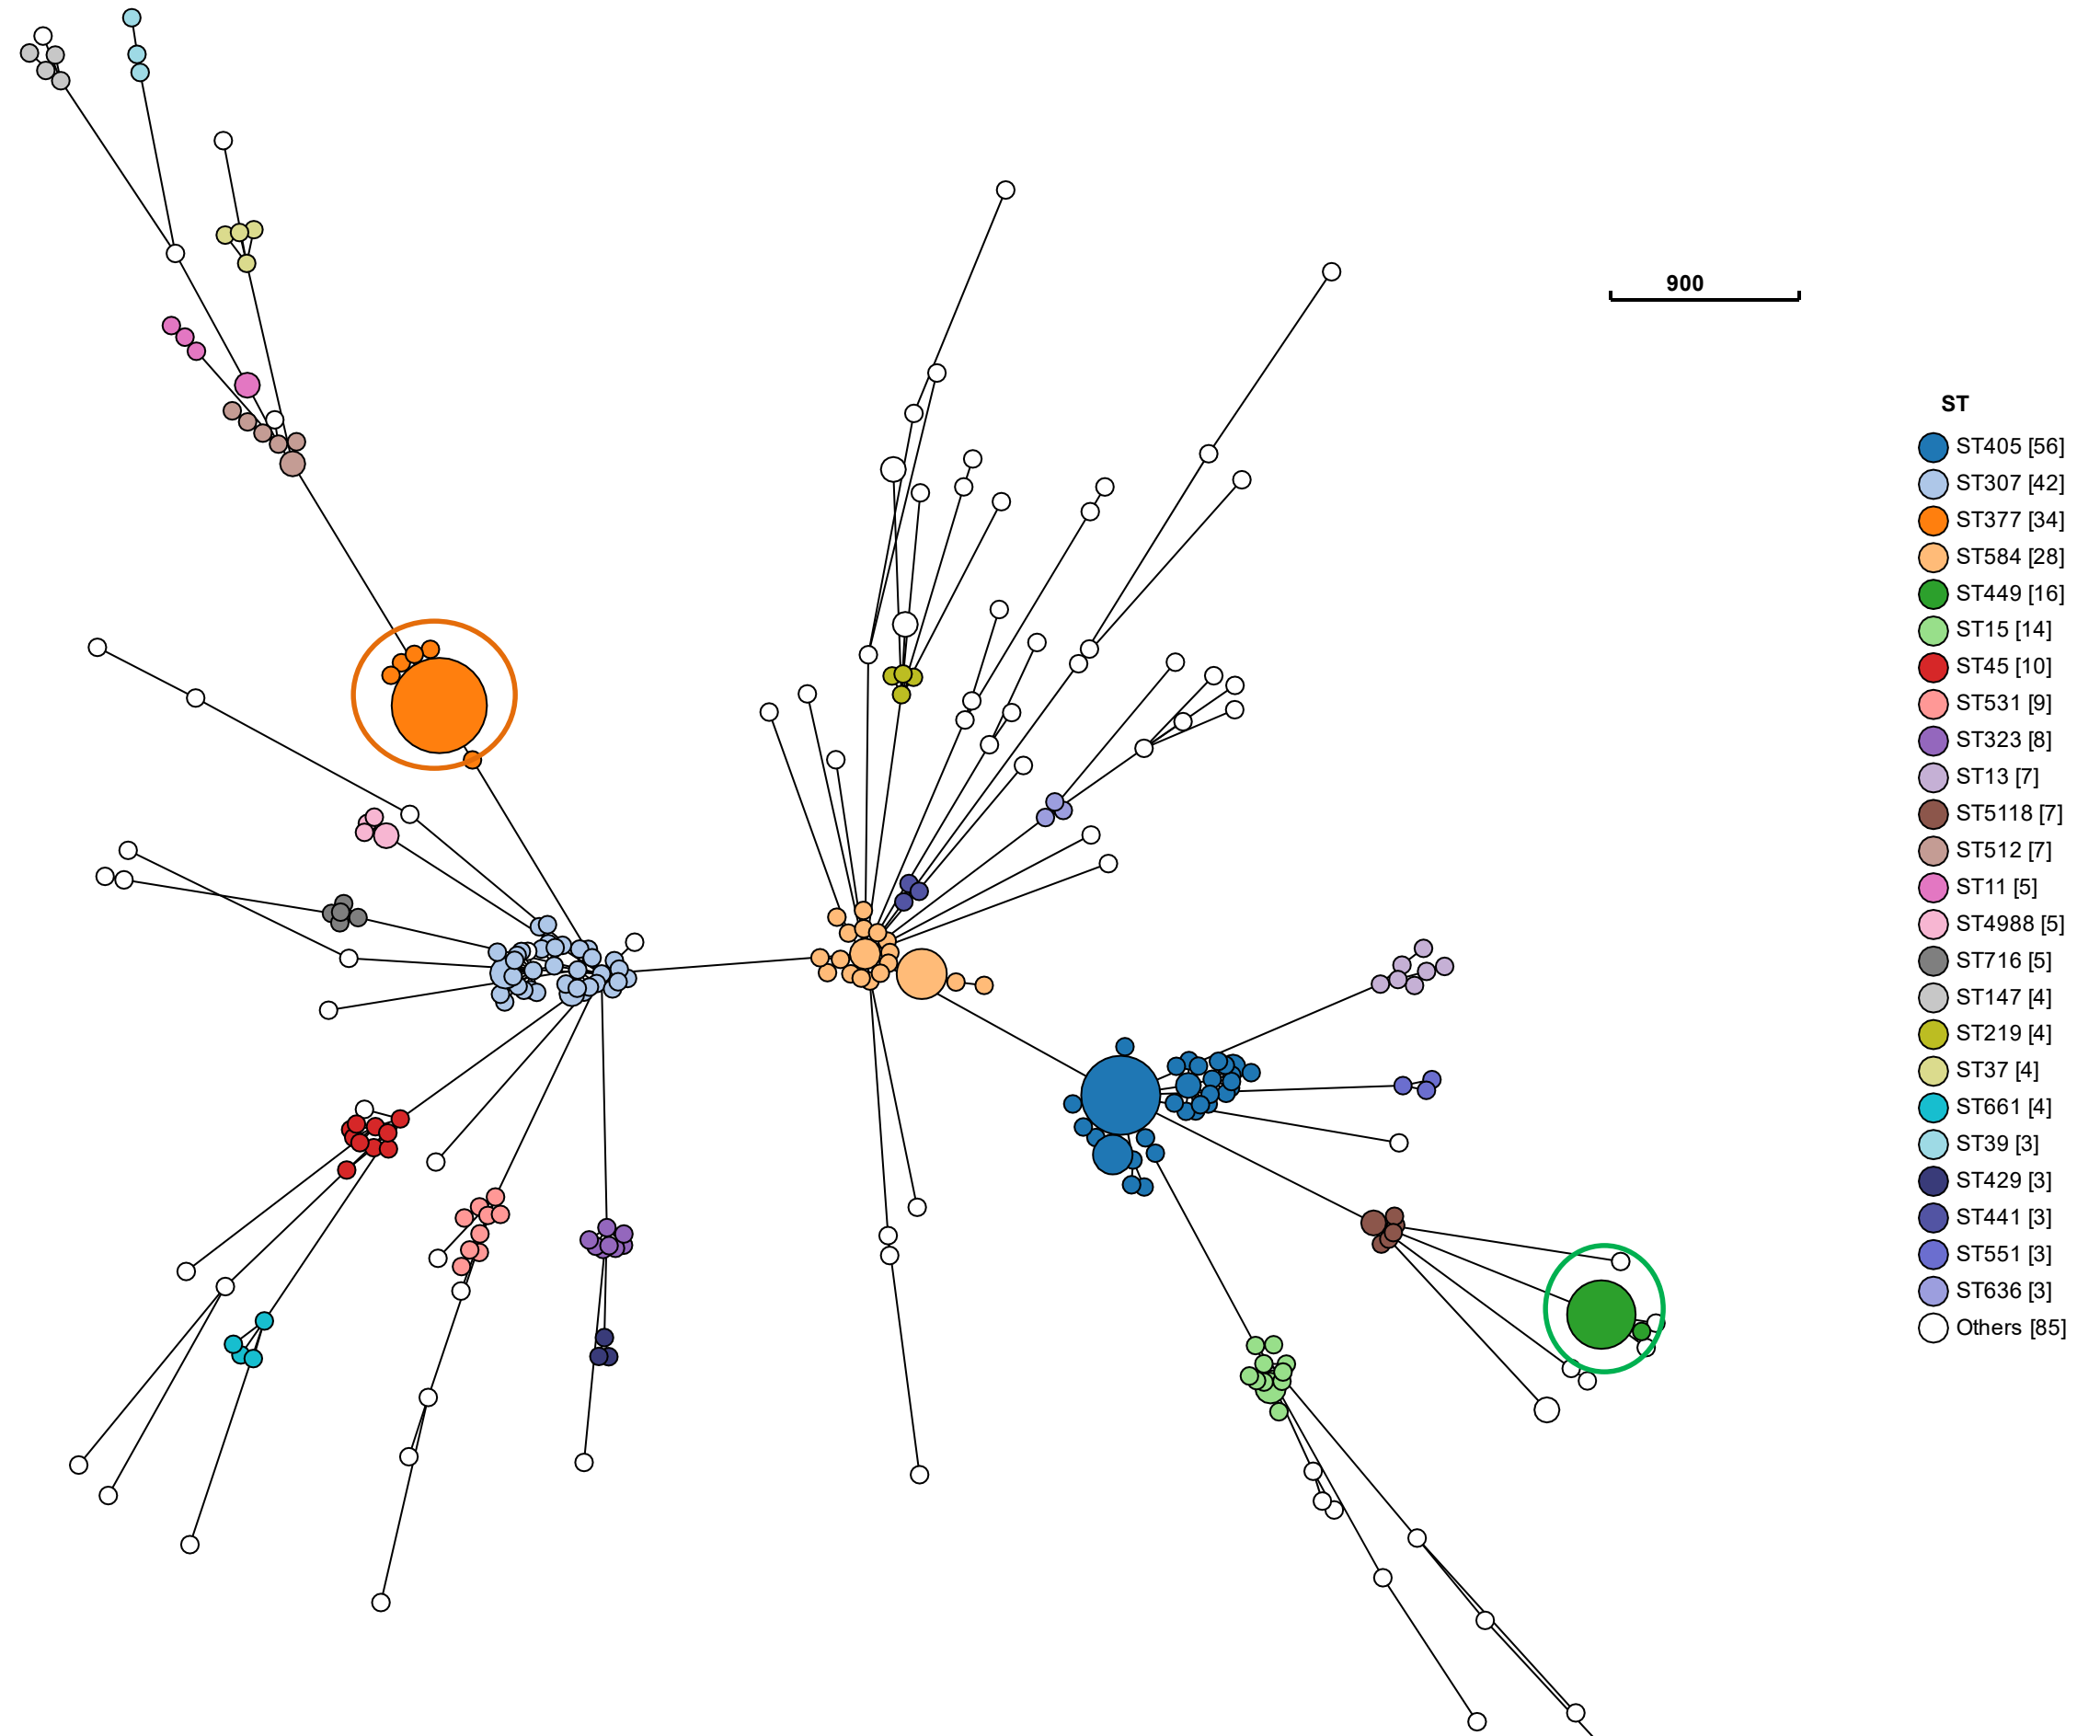 900
ST
ST405 [56]
ST307 [42]
ST377 [34]
ST584 [28]
ST449 [16]
ST15 [14]
ST45 [10]
ST531 [9]
ST323 [8]
ST13 [7]
ST5118 [7]
ST512 [7]
ST11 [5]
ST4988 [5]
ST716 [5]
ST147 [4]
ST219 [4]
ST37 [4]
ST661 [4]
ST39 [3]
ST429 [3]
ST441 [3]
ST551 [3]
ST636 [3]
Others [85]